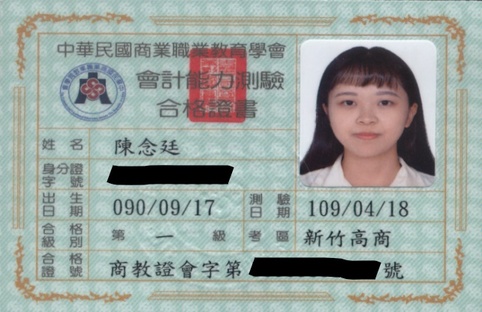 中華民國商業職業教育學會
會計能力測驗
合格證書
姓名 陳念廷
身分證字號
出生日期 090/09/17 測驗日期 109/04/18
合格級別 第一級 考區 新竹高商
合格證號 商教證會字第 號